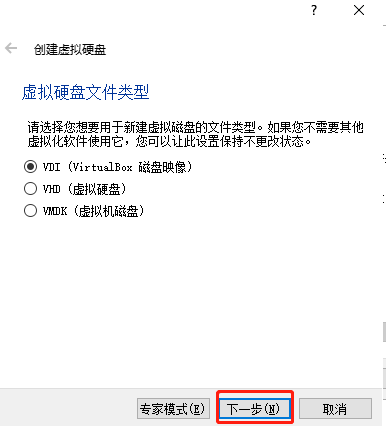 ?
创建虚拟硬盘
虚拟硬盘文件类型
请选择您想要用于新建虚拟磁盘的文件类型。如果您不需要其他
虚拟化软件使用它，您可以让此设置保持不更改状态。
VDI (VirtualBox 磁盘映像)
VHD (虚拟硬盘)
VMDK (虚拟机磁盘)
专家模式(E) 下一步(N) 取消